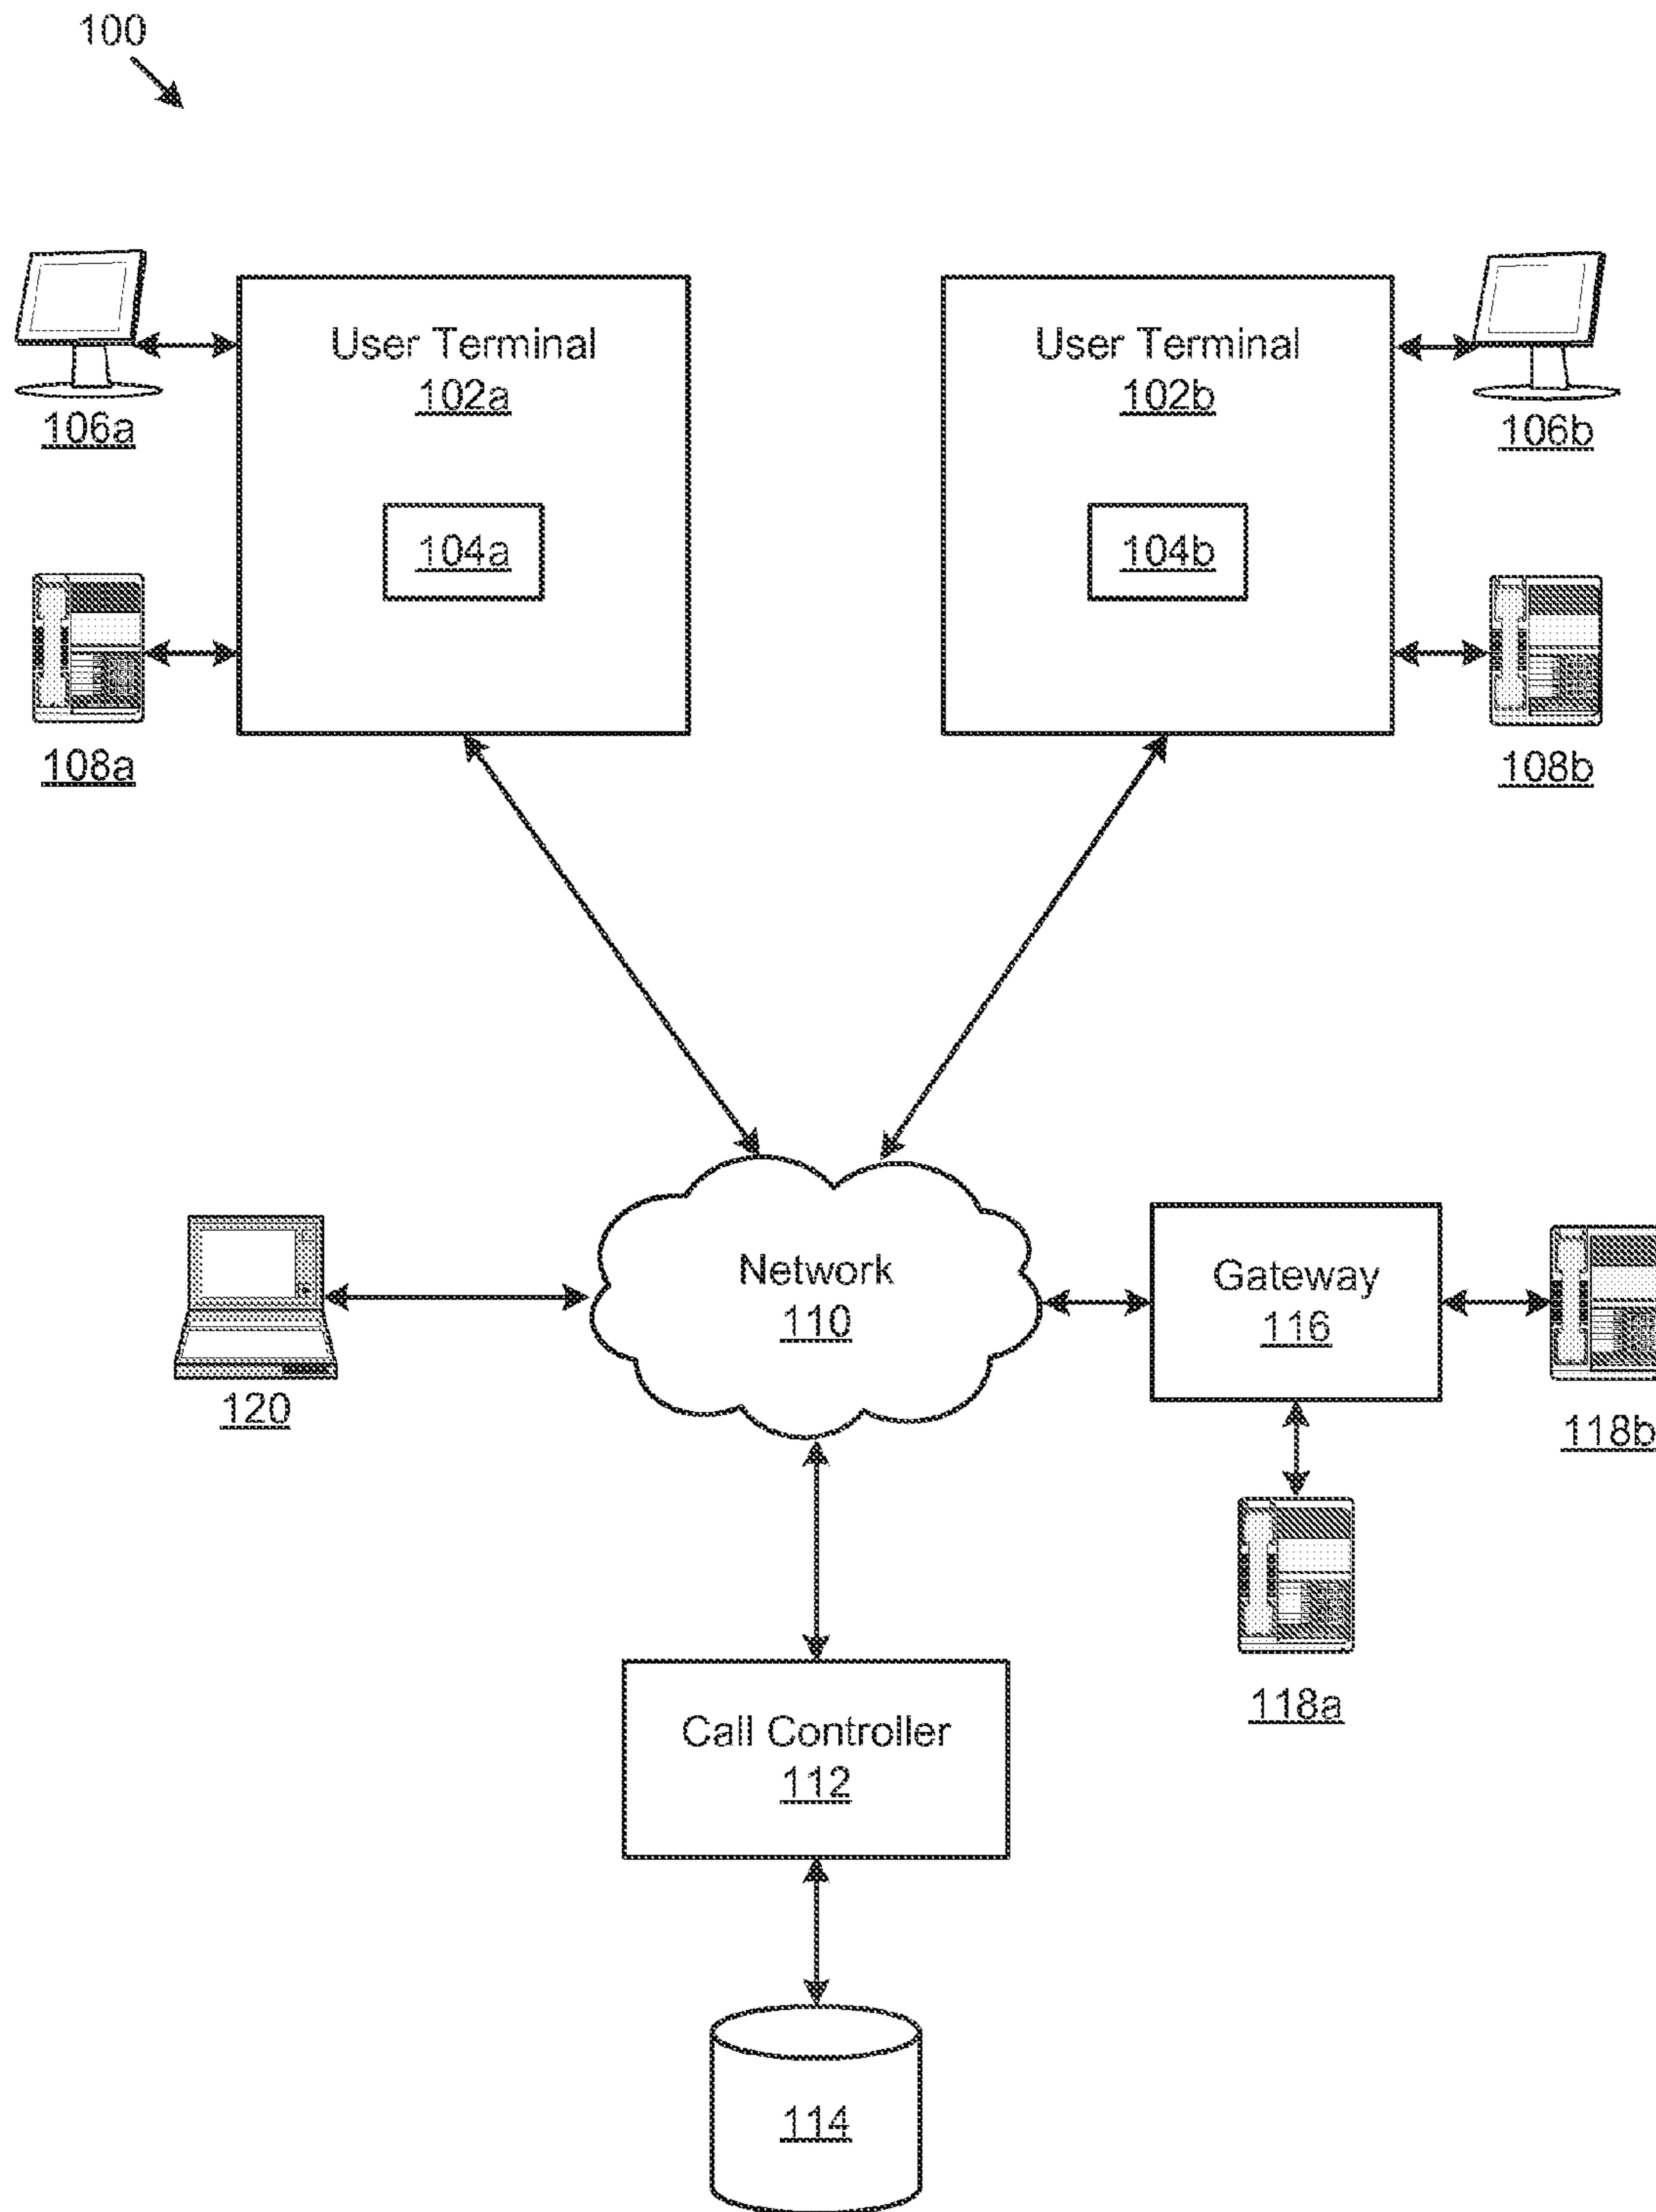 100
User Terminal
102a
User Terminal
102b
106a
106b
104a
104b
108a
108b
Network
110
Gateway
116
120
118b
118a
Call Controller
112
114